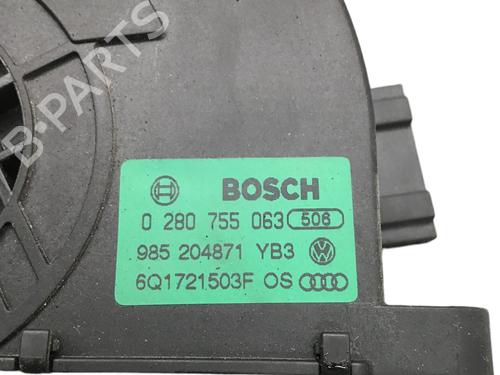 B-PARTS
BOSCH
0 280 755 063 506
985 204871 YB3
6Q1721503F OS